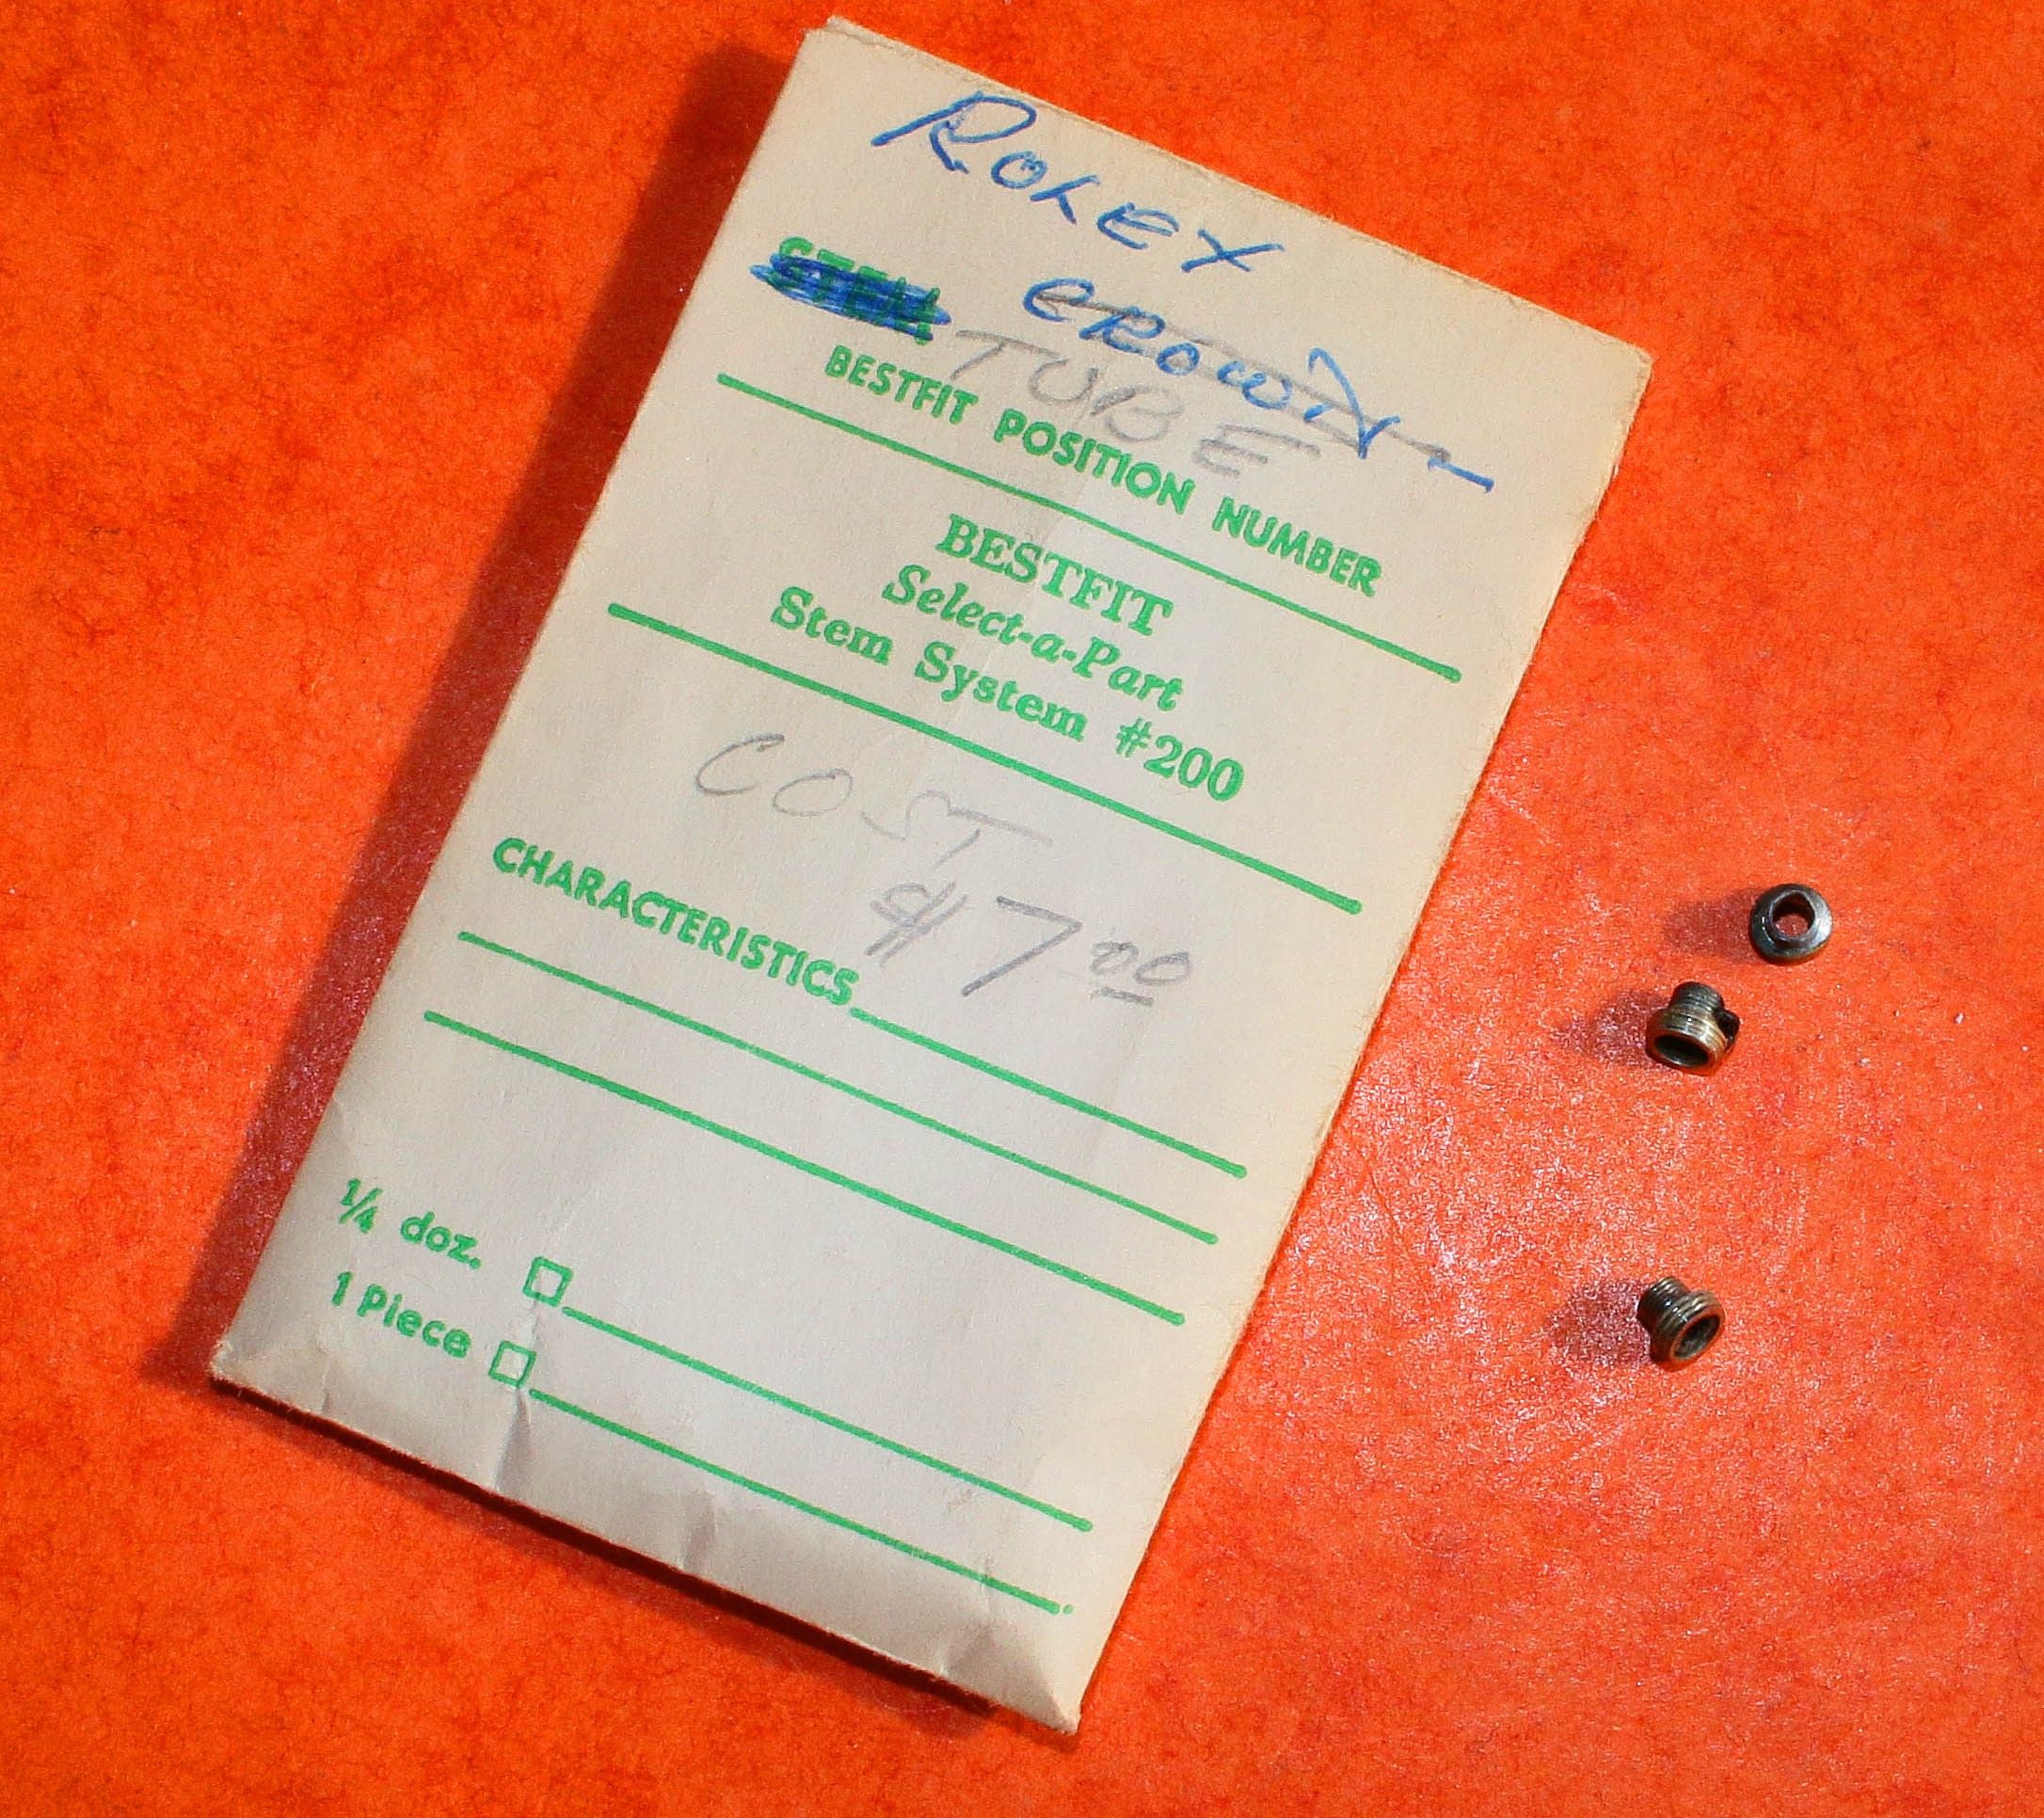 ROLEX
STEM CROWN
TUBE
BESTFIT POSITION NUMBER
BESTFIT
Select-a-Part
Stem System #200
COST
$7 00
CHARACTERISTICS
1/4 doz.
1 Piece